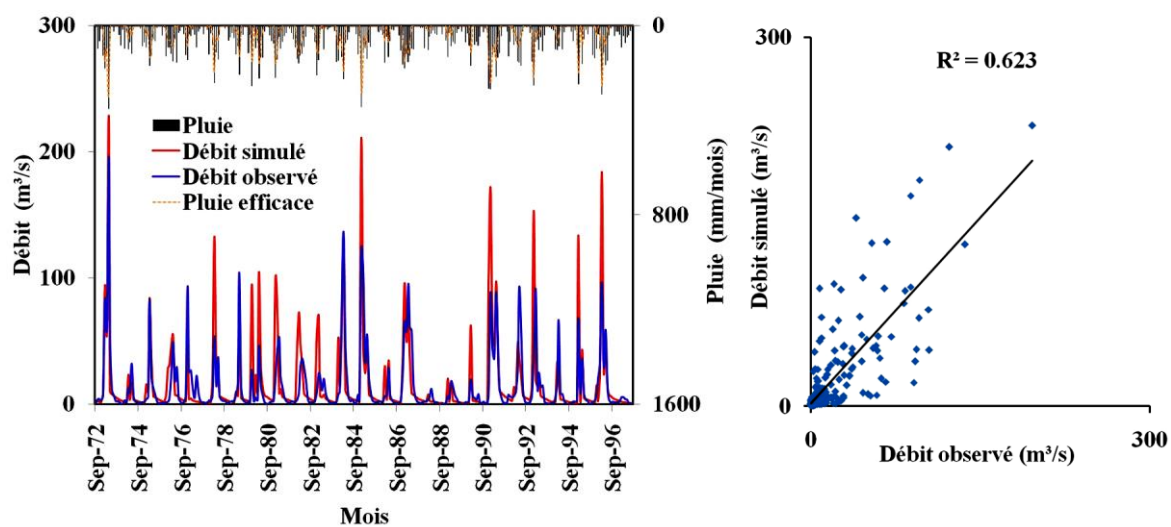 300
200
100
0
Débit (m³/s)
Pluie
Débit simulé
Débit observé
Pluie efficace
0
800
1600
Pluie (mm/mois)
Sep-72
Sep-74
Sep-76
Sep-78
Sep-80
Sep-82
Sep-84
Sep-86
Sep-88
Sep-90
Sep-92
Sep-94
Sep-96
Mois
300
R² = 0.623
Débit simulé (m³/s)
0
0
300
Débit observé (m³/s)